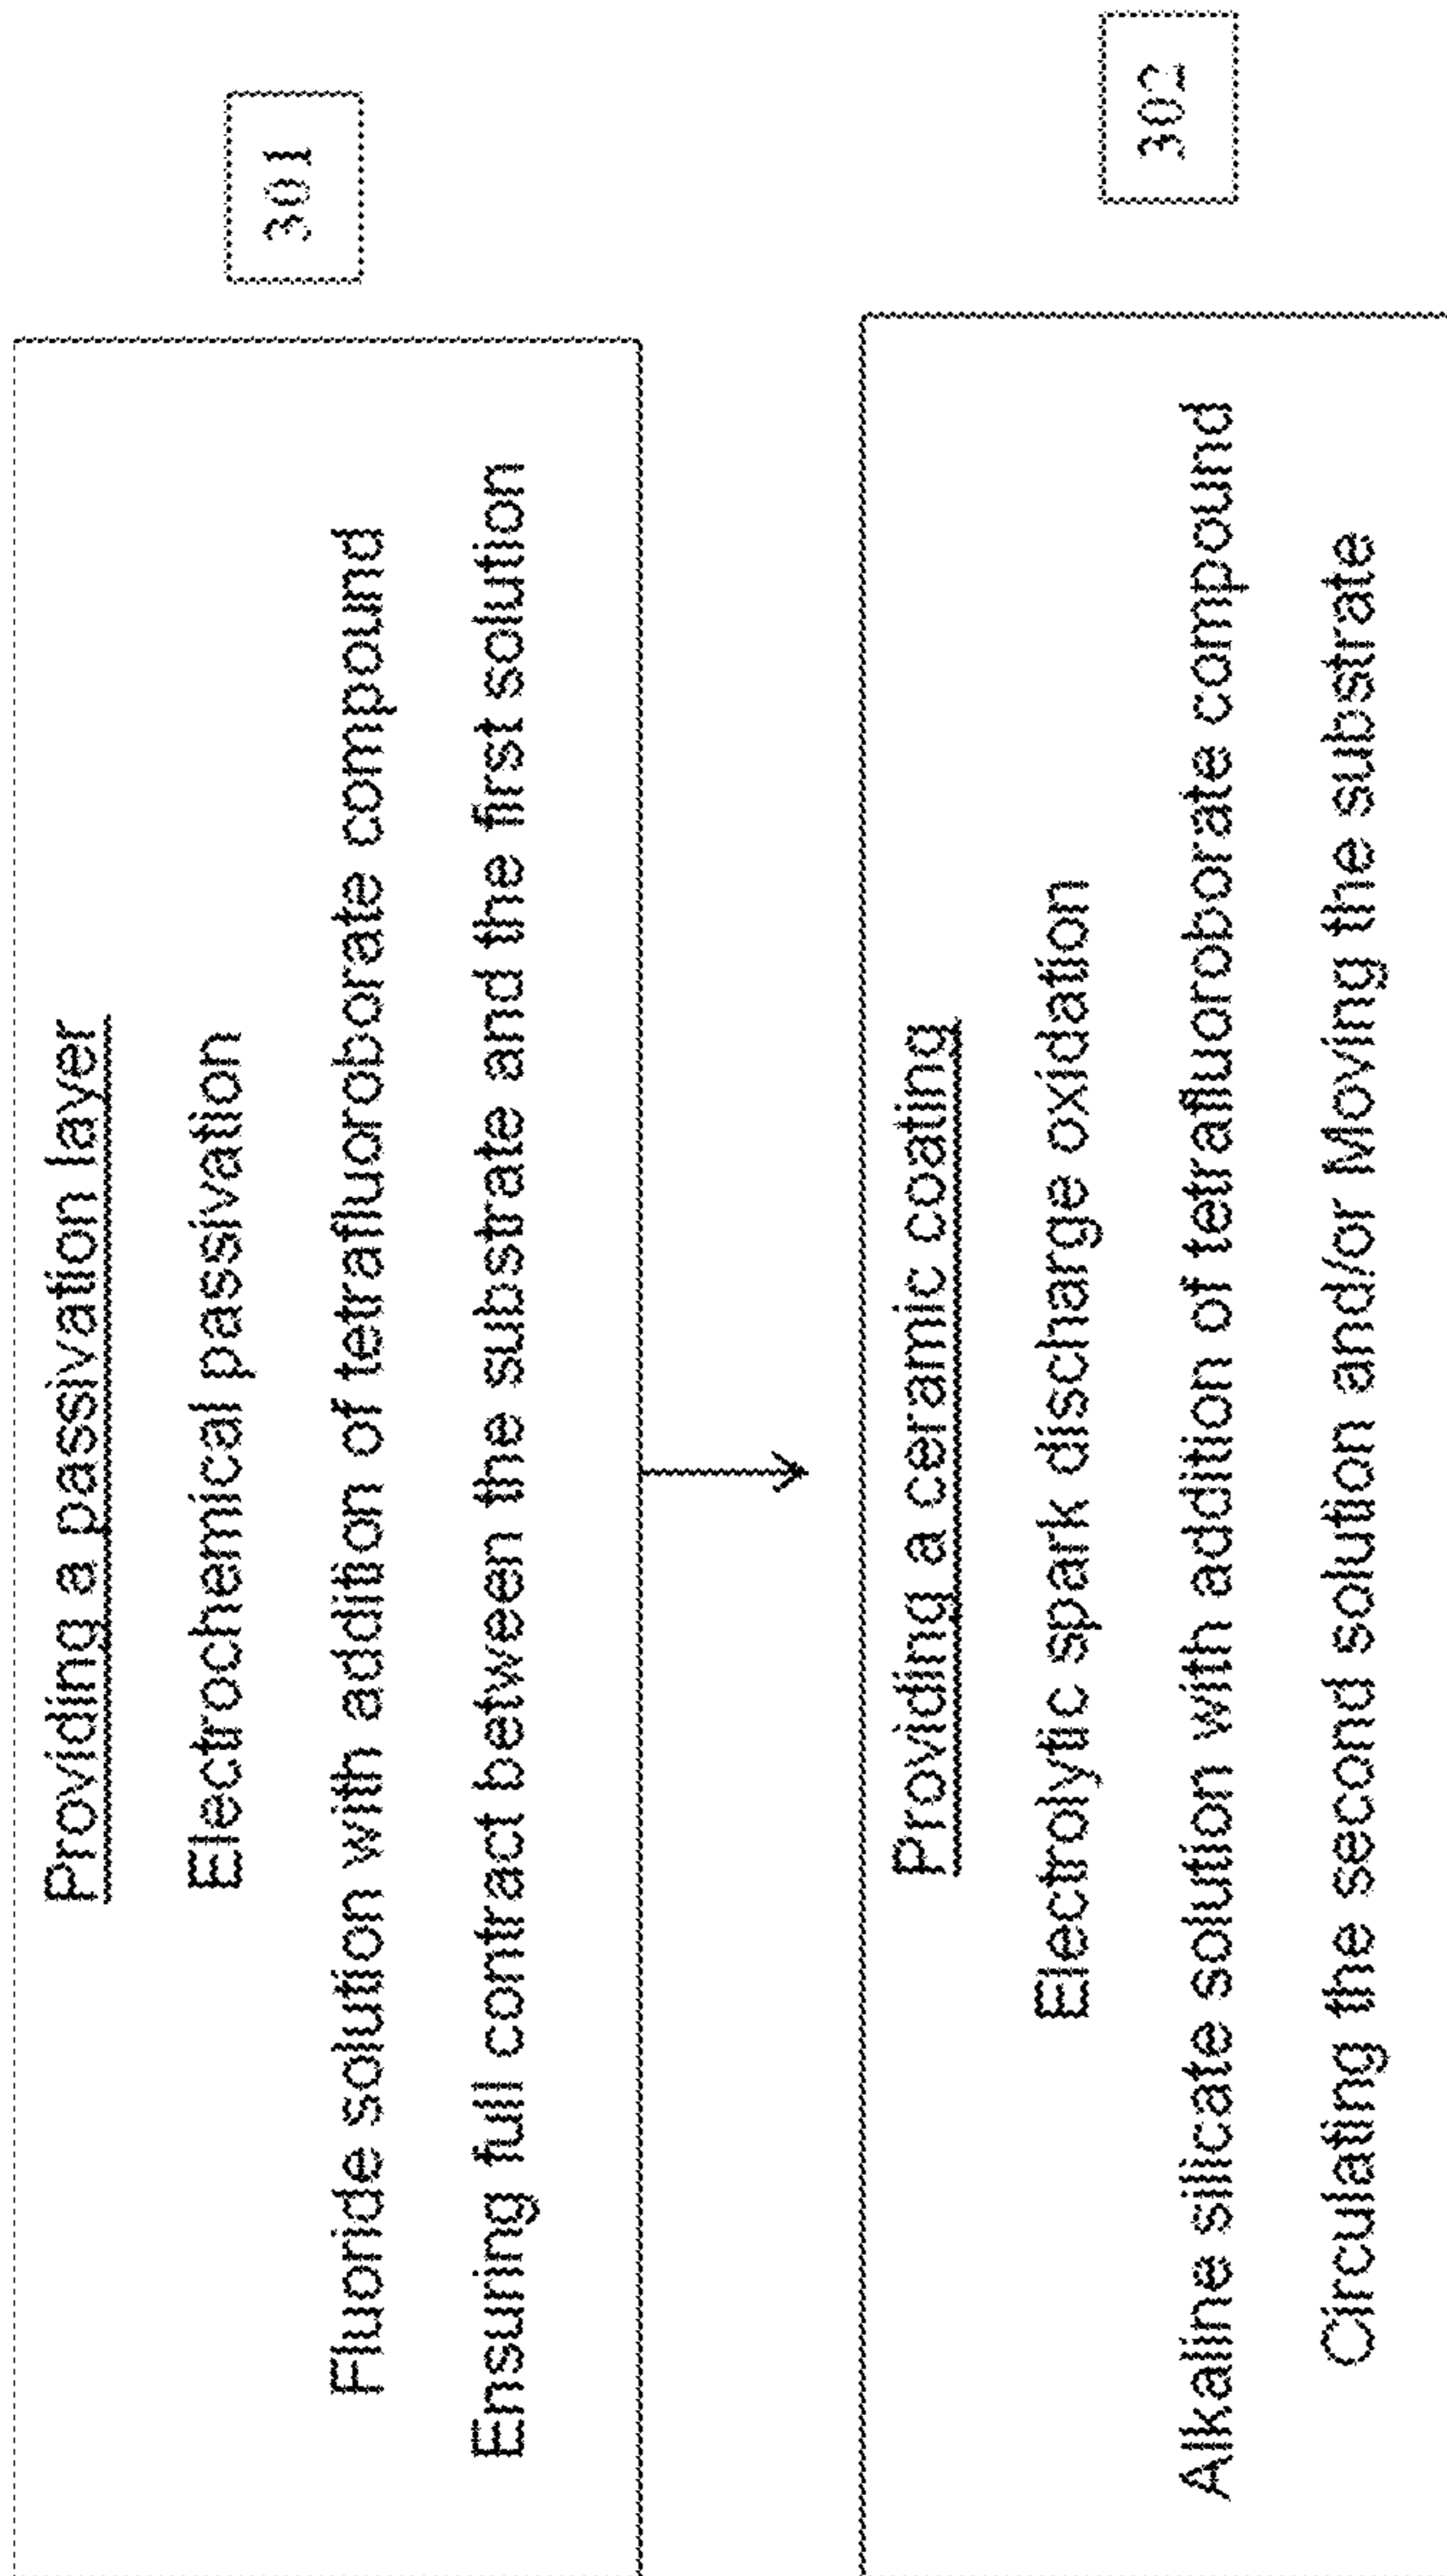 Providing a passivation layer
Electrochemical passivation
Fluoride solution with addition of tetrafluoroborate compound
Ensuring full contract between the substrate and the first solution
301
Providing a ceramic coating
Electrolytic spark discharge oxidation
Alkaline silicate solution with addition of tetrafluoroborate compound
Circulating the second solution and/or Moving the substrate
302